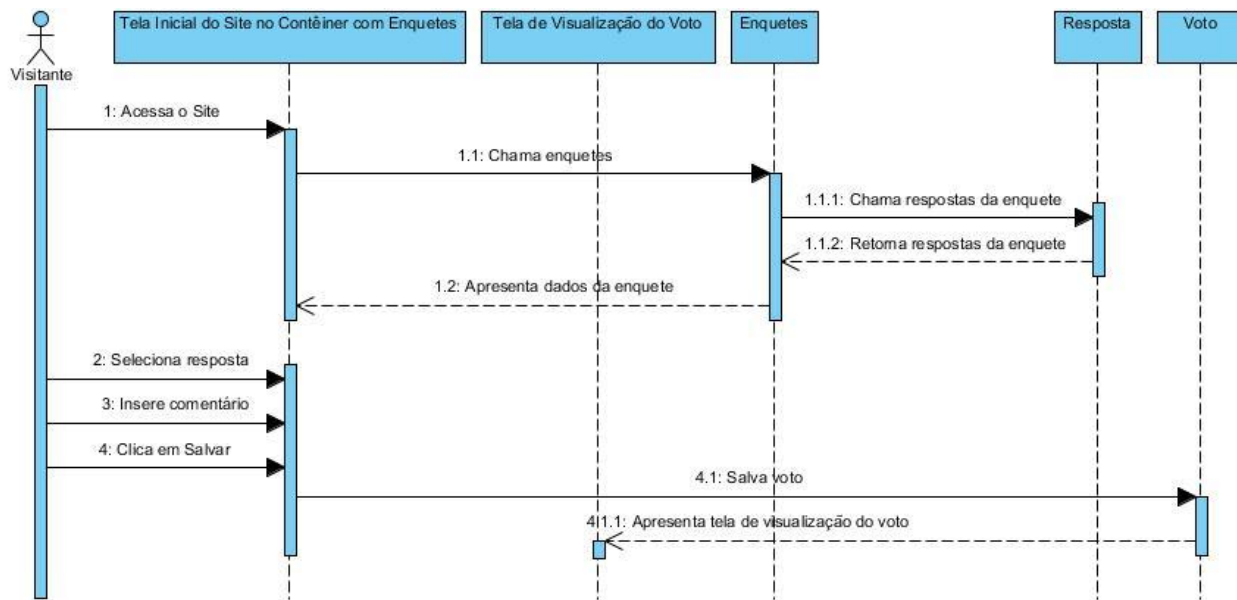 Tela Inicial do Site no Contêiner com Enquetes
Tela de Visualização do Voto
Enquetes
Resposta
Voto
Visitante
1: Acessa o Site
1.1: Chama enquetes
1.1.1: Chama respostas da enquete
1.1.2: Retorna respostas da enquete
1.2: Apresenta dados da enquete
2: Seleciona resposta
3: Insere comentário
4: Clica em Salvar
4.1: Salva voto
4.1.1: Apresenta tela de visualização do voto